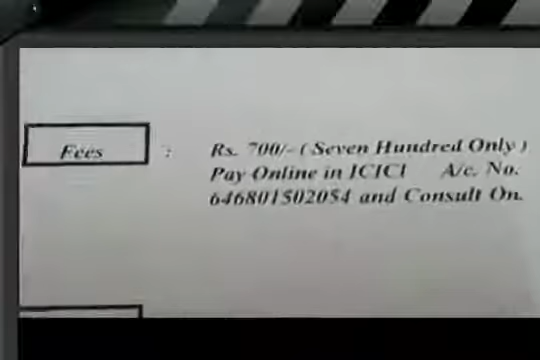 Fees : Rs. 700/- ( Seven Hundred Only )
Pay Online in ICICI A/c. No.
646801502054 and Consult On.